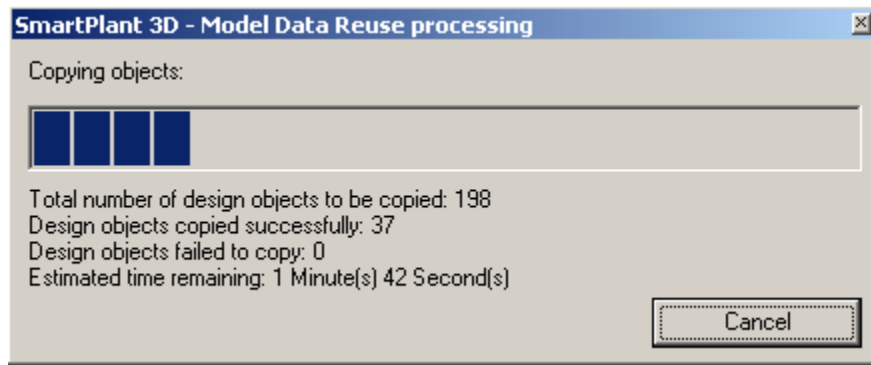 SmartPlant 3D - Model Data Reuse processing
Copying objects:
Total number of design objects to be copied: 198
Design objects copied successfully: 37
Design objects failed to copy: 0
Estimated time remaining: 1 Minute(s) 42 Second(s)
Cancel